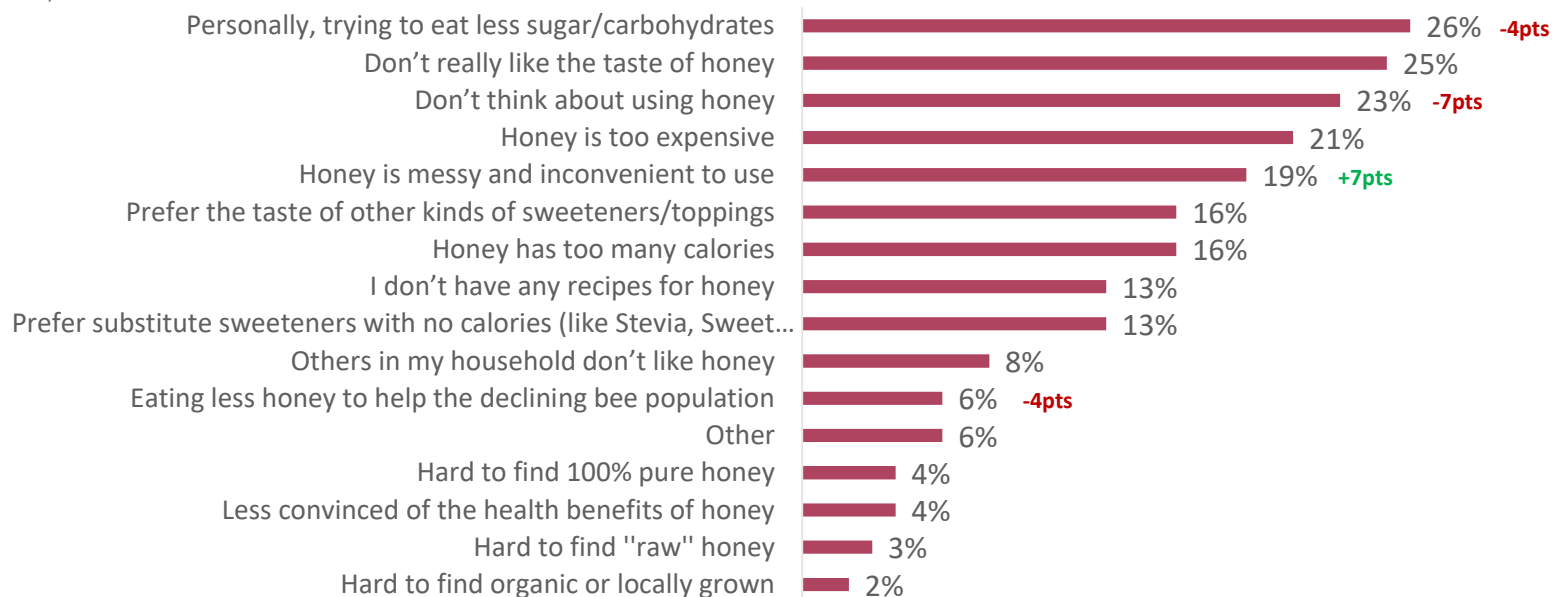 Personally, trying to eat less sugar/carbohydrates 26% -4pts
Don’t really like the taste of honey 25%
Don’t think about using honey 23% -7pts
Honey is too expensive 21%
Honey is messy and inconvenient to use 19% +7pts
Prefer the taste of other kinds of sweeteners/toppings 16%
Honey has too many calories 16%
I don’t have any recipes for honey 13%
Prefer substitute sweeteners with no calories (like Stevia, Sweet… 13%
Others in my household don’t like honey 8%
Eating less honey to help the declining bee population 6% -4pts
Other 6%
Hard to find 100% pure honey 4%
Less convinced of the health benefits of honey 4%
Hard to find ''raw'' honey 3%
Hard to find organic or locally grown 2%